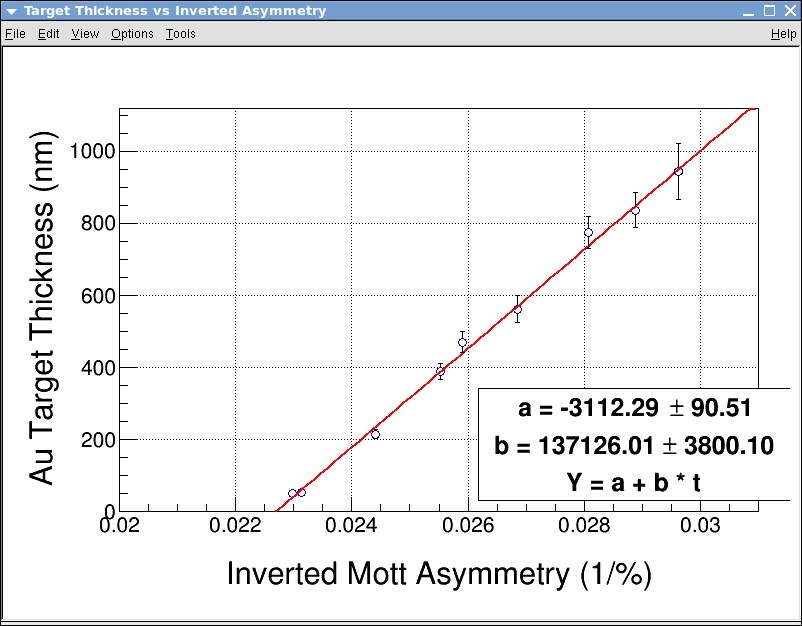 Target Thickness vs Inverted Asymmetry
File Edit View Options Tools Help
Au Target Thickness (nm)
1000
800
600
400
200
0
0.02 0.022 0.024 0.026 0.028 0.03
Inverted Mott Asymmetry (1/%)
a = -3112.29 ± 90.51
b = 137126.01 ± 3800.10
Y = a + b * t